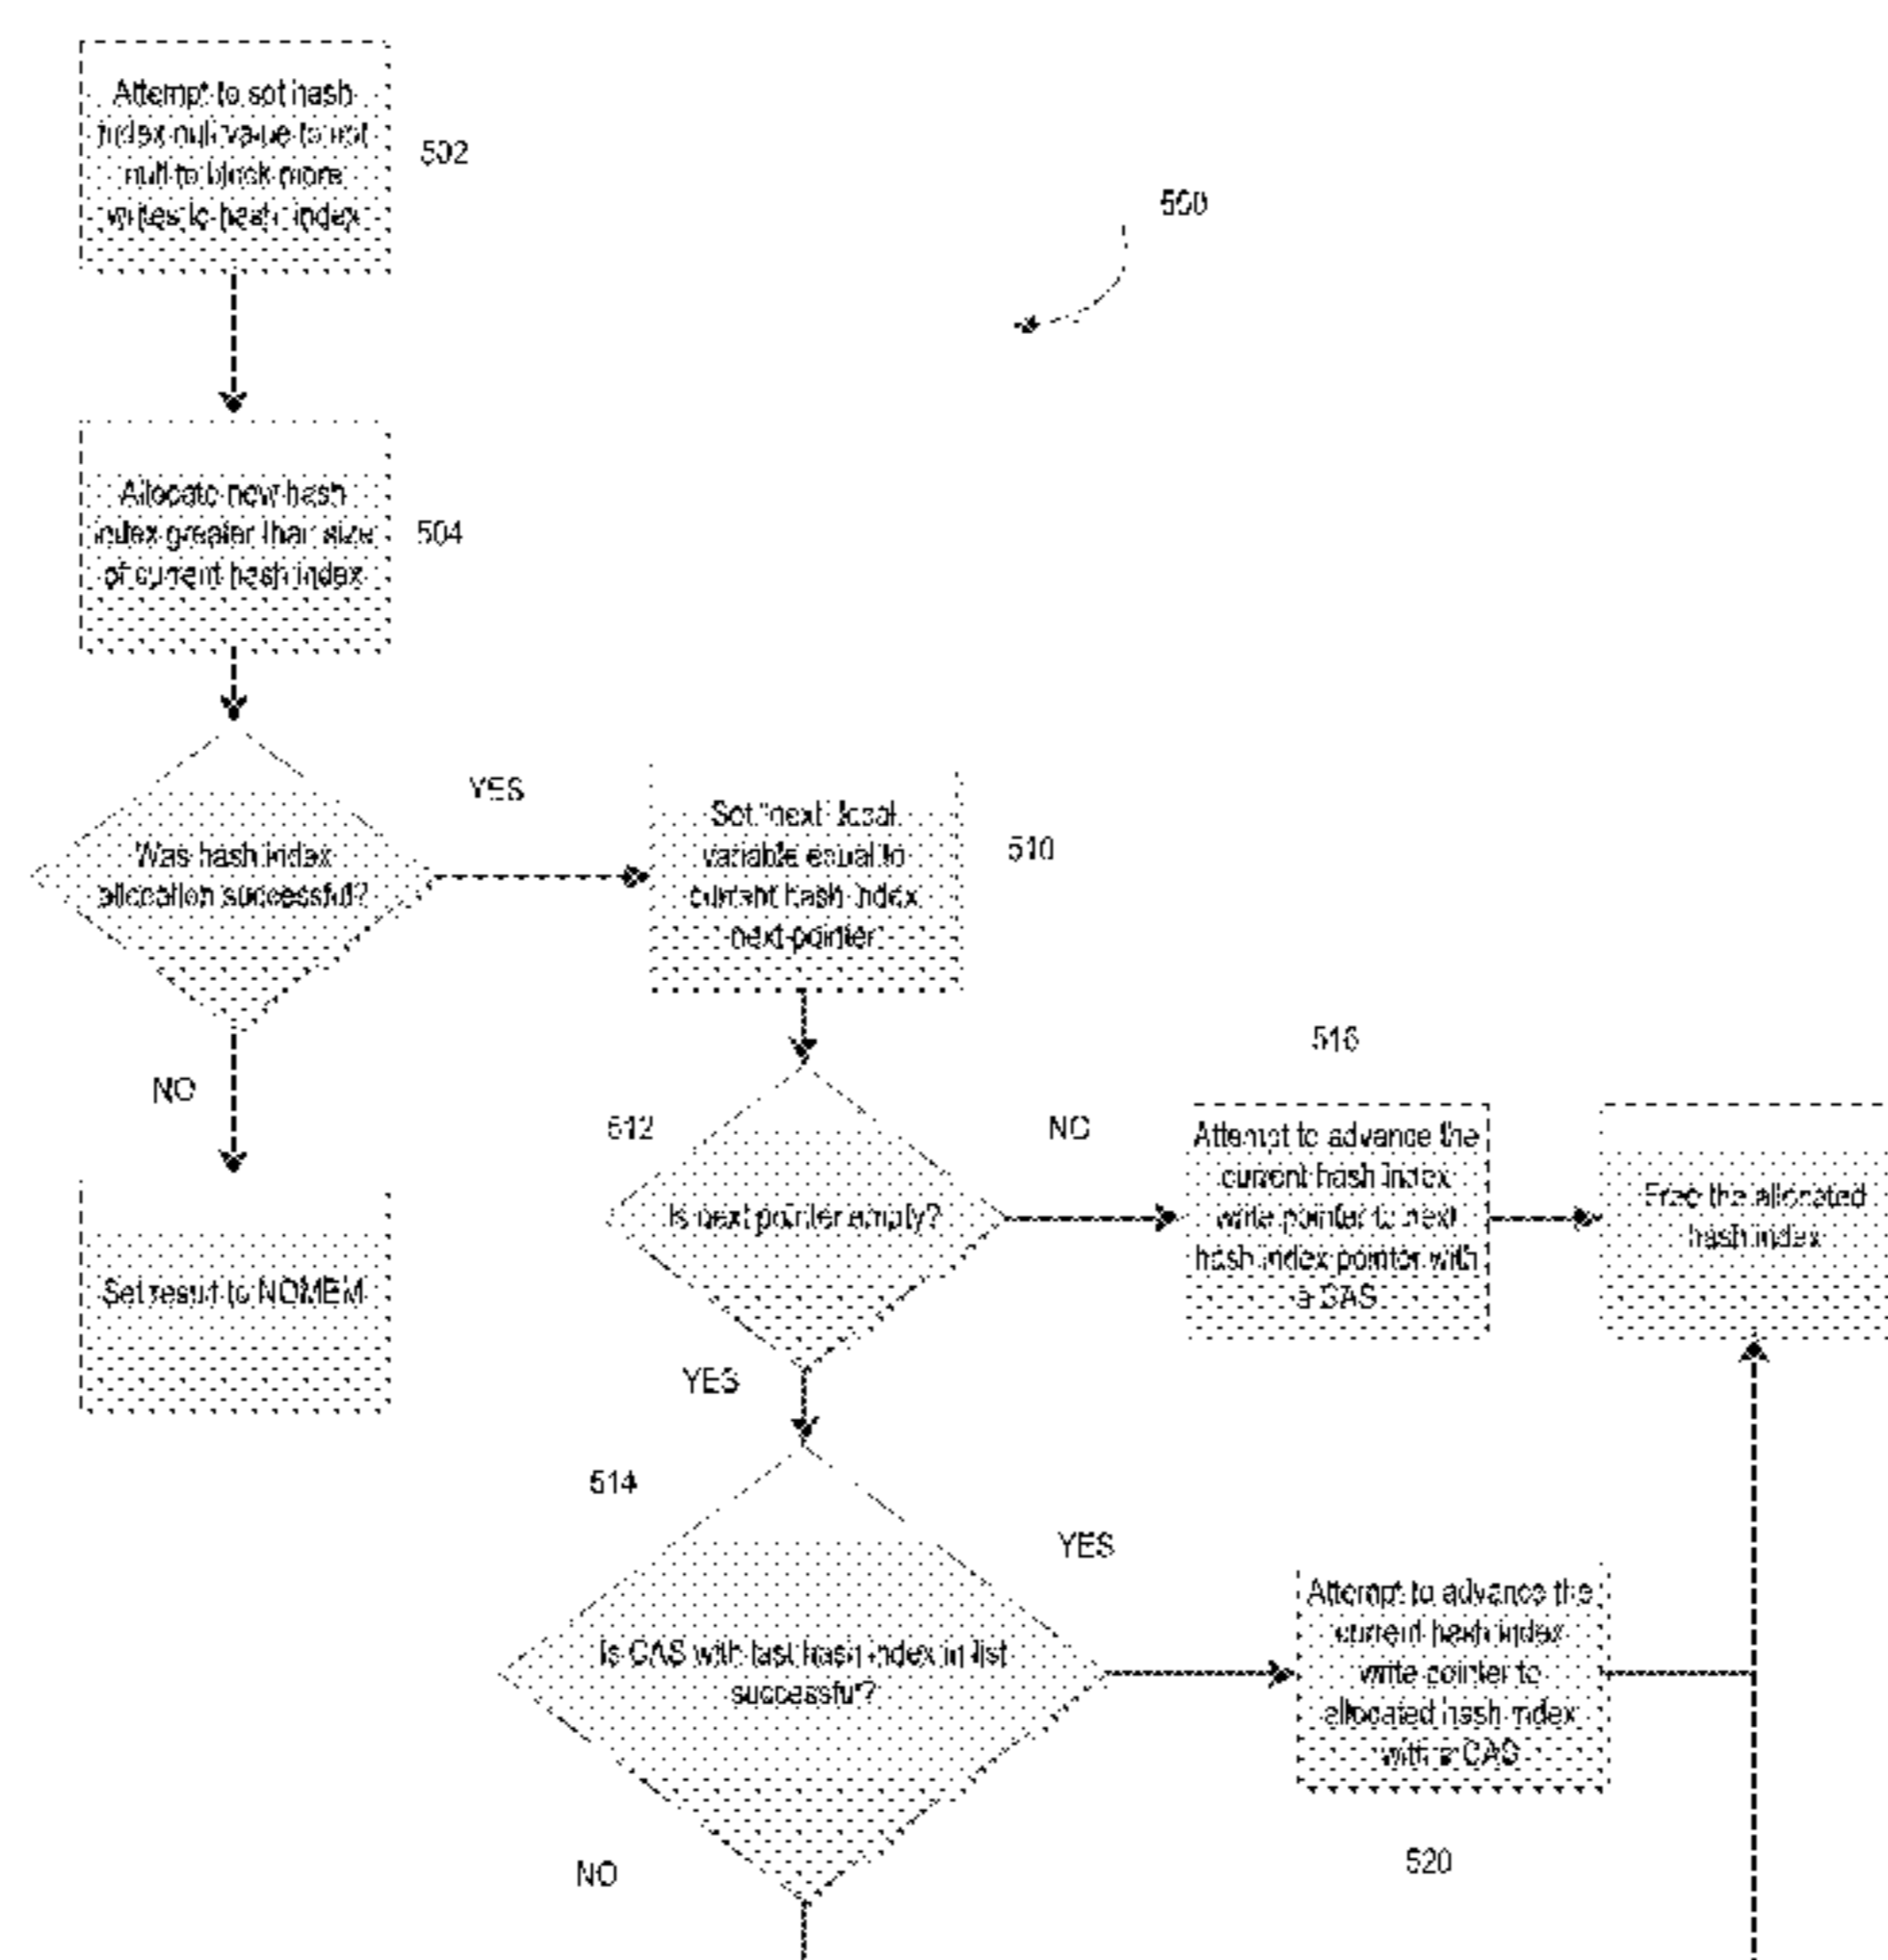 Attempt to set hash
index null value to not
null to block more
writes to hash index
502
500
Allocate new hash
index greater than size
of current hash index
504
Was hash index
allocation successful?
YES
NO
Set "next" local
variable equal to
current hash index
next pointer
510
Set result to NOMEM
512
Is next pointer empty?
NO
YES
516
Attempt to advance the
current hash index
write pointer to next
hash index pointer with
a CAS
Free the allocated
hash index
514
Is CAS with last hash index in list
successful?
YES
NO
Attempt to advance the
current hash index
write pointer to
allocated hash index
with a CAS
520